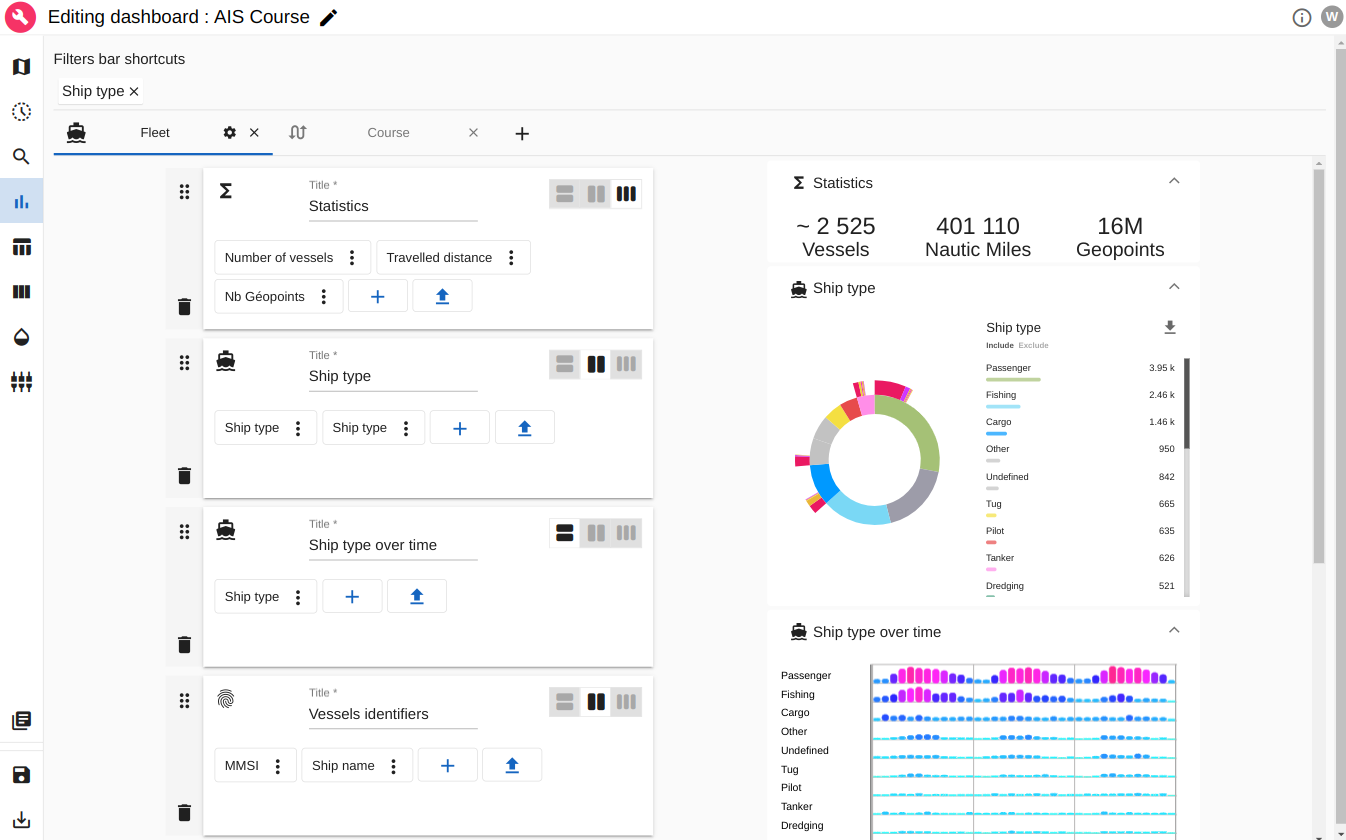 Editing dashboard : AIS Course
W
Filters bar shortcuts
Ship type
Fleet
Course
Title *
Statistics
Number of vessels
Travelled distance
Nb Géopoints
Title *
Ship type
Ship type
Ship type
Title *
Ship type over time
Ship type
Title *
Vessels identifiers
MMSI
Ship name
Statistics
~ 2 525 401 110 16M
Vessels Nautic Miles Geopoints
Ship type
Ship type
Include Exclude
Passenger 3.95 k
Fishing 2.46 k
Cargo 1.46 k
Other 950
Undefined 842
Tug 665
Pilot 635
Tanker 626
Dredging 521
Ship type over time
Passenger
Fishing
Cargo
Other
Undefined
Tug
Pilot
Tanker
Dredging